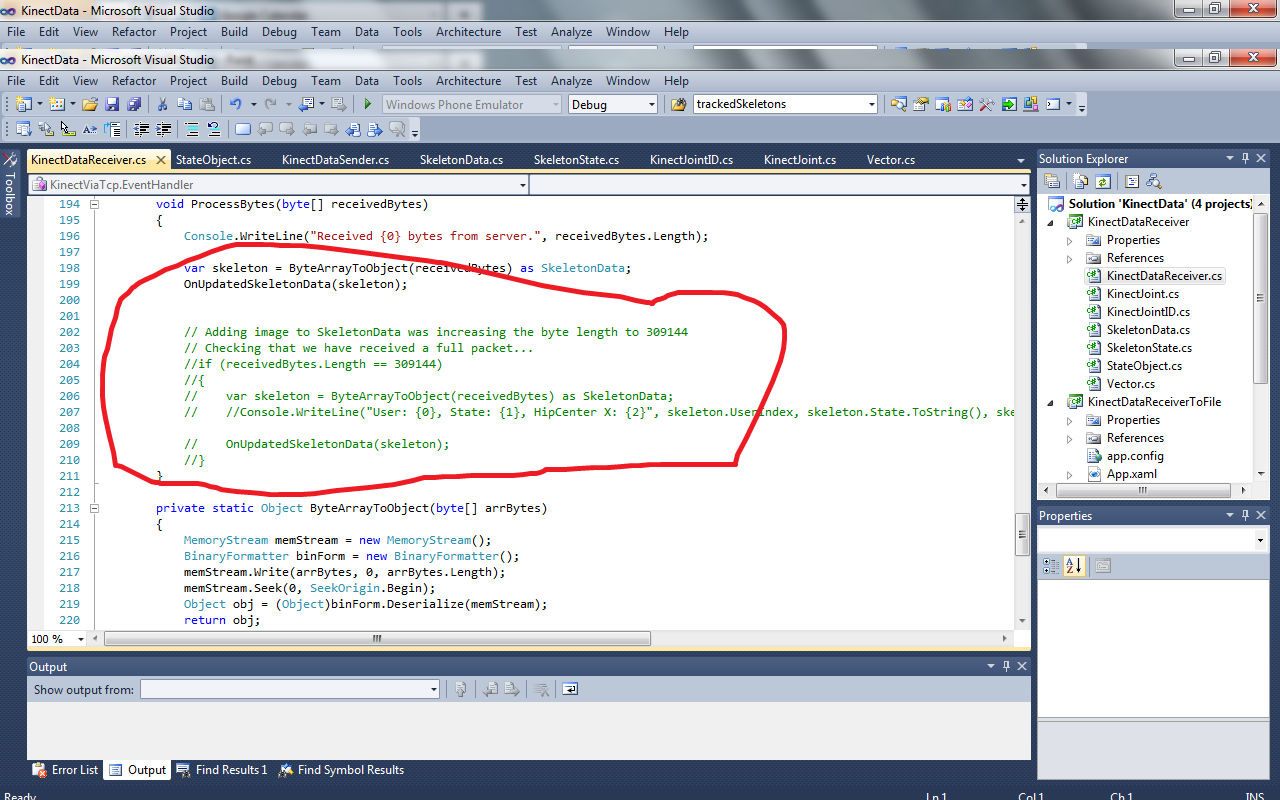 KinectData - Microsoft Visual Studio
File Edit View Refactor Project Build Debug Team Data Tools Architecture Test Analyze Window Help
KinectData - Microsoft Visual Studio
File Edit View Refactor Project Build Debug Team Data Tools Architecture Test Analyze Window Help
Windows Phone Emulator Debug trackedSkeletons
Toolbox
KinectDataReceiver.cs StateObject.cs KinectDataSender.cs SkeletonData.cs SkeletonState.cs KinectJointID.cs KinectJoint.cs Vector.cs
KinectViaTcp.EventHandler
194 void ProcessBytes(byte[] receivedBytes)
195 {
196 Console.WriteLine("Received {0} bytes from server.", receivedBytes.Length);
197
198 var skeleton = ByteArrayToObject(receivedBytes) as SkeletonData;
199 OnUpdatedSkeletonData(skeleton);
200
201
202 // Adding image to SkeletonData was increasing the byte length to 309144
203 // Checking that we have received a full packet...
204 //if (receivedBytes.Length == 309144)
205 //{
206 // var skeleton = ByteArrayToObject(receivedBytes) as SkeletonData;
207 // //Console.WriteLine("User: {0}, State: {1}, HipCenter X: {2}", skeleton.UserIndex, skeleton.State.ToString(), ske
208
209 // OnUpdatedSkeletonData(skeleton);
210 //}
211 }
212
213 private static Object ByteArrayToObject(byte[] arrBytes)
214 {
215 MemoryStream memStream = new MemoryStream();
216 BinaryFormatter binForm = new BinaryFormatter();
217 memStream.Write(arrBytes, 0, arrBytes.Length);
218 memStream.Seek(0, SeekOrigin.Begin);
219 Object obj = (Object)binForm.Deserialize(memStream);
220 return obj;
100 %
Solution Explorer
Solution 'KinectData' (4 projects)
KinectDataReceiver
Properties
References
KinectDataReceiver.cs
KinectJoint.cs
KinectJointID.cs
SkeletonData.cs
SkeletonState.cs
StateObject.cs
Vector.cs
KinectDataReceiverToFile
Properties
References
app.config
App.xaml
Properties
Output
Show output from:
Error List Output Find Results 1 Find Symbol Results
Ready Ln 1 Col 1 Ch 1 INS